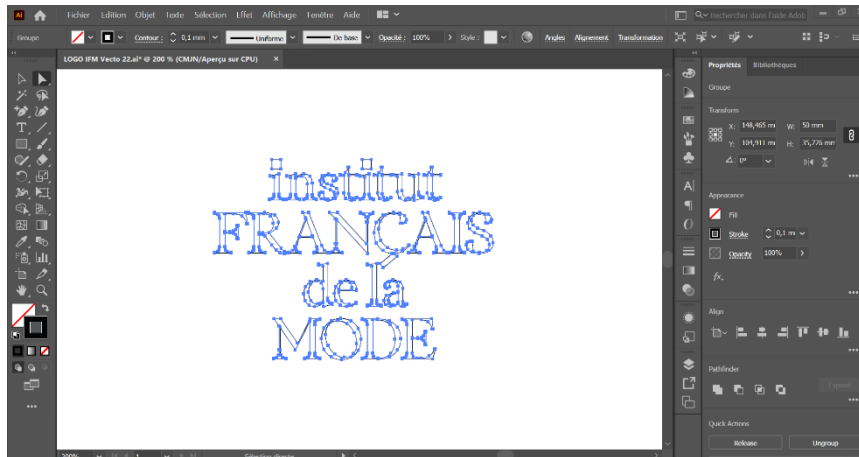 Fichier Edition Objet Texte Sélection Effet Affichage Fenêtre Aide
Rechercher dans l'aide Adob
Groupe
Contour : 0,1 mm Uniforme De base Opacité : 100% Style : Angles Alignement Transformation
LOGO IFM Vecto 22.ai* @ 200 % (CMJN/Aperçu sur CPU) ×
Propriétés Bibliothèques
Groupe
Transform
X: 148,465 m W: 50 mm
Y: 104,911 m H: 35,776 mm
0°
Appearance
Fill
Stroke 0,1 m
Opacity 100%
fx.
Align
Pathfinder
Expand
Quick Actions
Release Ungroup
institut
FRANÇAIS
de la
MODE
200% 1 Sélection directe